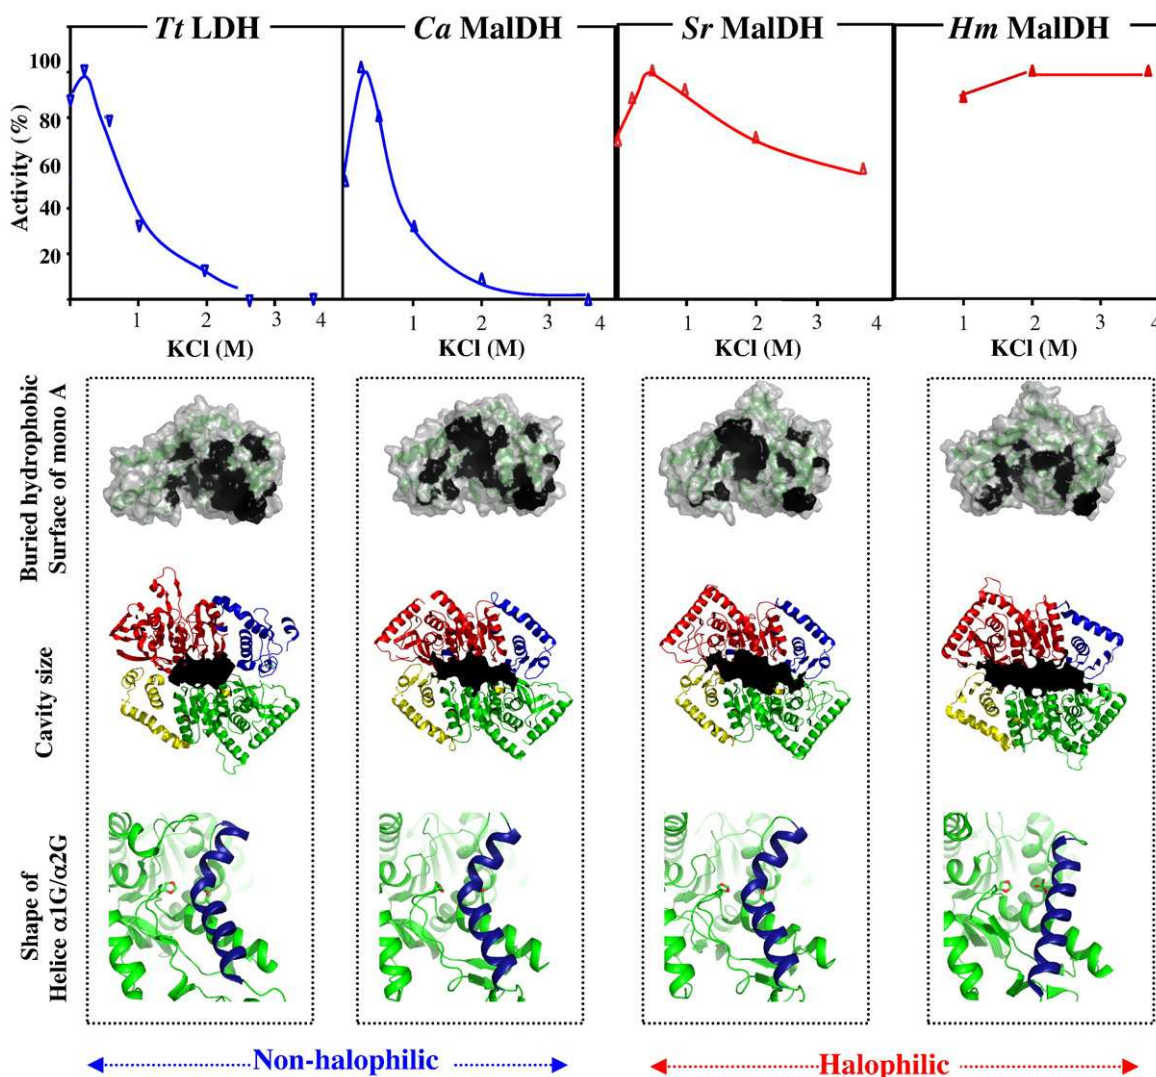 Tt LDH
Ca MalDH
Sr MalDH
Hm MalDH
Activity (%)
100
80
60
40
20
1 2 3 4
1 2 3 4
1 2 3 4
1 2 3 4
KCl (M)
KCl (M)
KCl (M)
KCl (M)
Buried hydrophobic
Surface of mono A
Cavity size
Shape of
Helice α1G/α2G
Non-halophilic
Halophilic